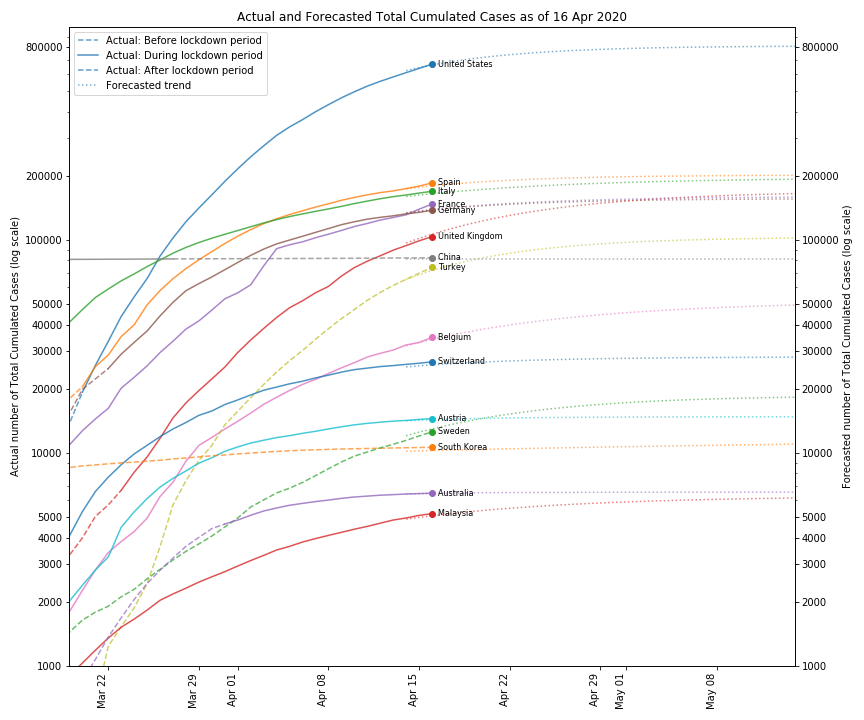 Actual and Forecasted Total Cumulated Cases as of 16 Apr 2020
Actual: Before lockdown period
Actual: During lockdown period
Actual: After lockdown period
Forecasted trend
Actual number of Total Cumulated Cases (log scale)
800000
200000
100000
50000
40000
30000
20000
10000
5000
4000
3000
2000
1000
United States
Spain
Italy
France
Germany
United Kingdom
China
Turkey
Belgium
Switzerland
Austria
Sweden
South Korea
Australia
Malaysia
800000
200000
100000
50000
40000
30000
20000
10000
5000
4000
3000
2000
1000
Forecasted number of Total Cumulated Cases (log scale)
Mar 22
Mar 29
Apr 01
Apr 08
Apr 15
Apr 22
Apr 29
May 01
May 08